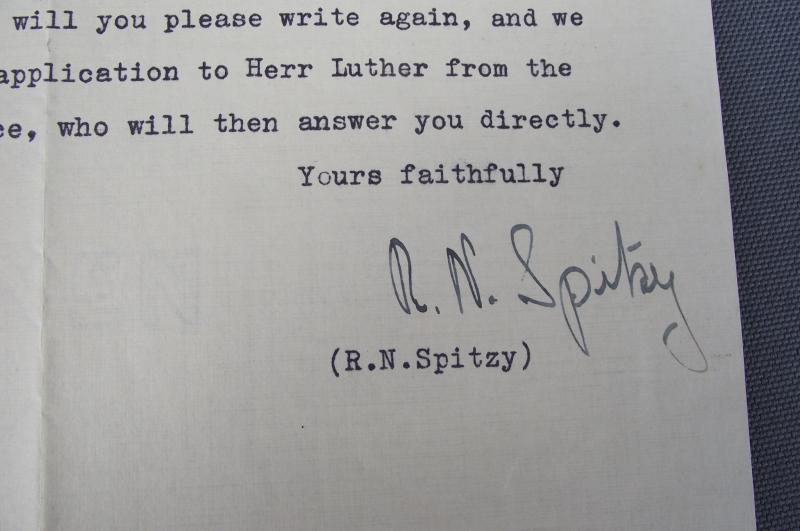 will you please write again, and we
application to Herr Luther from the
ee, who will then answer you directly.
Yours faithfully
R. N. Spitzy
(R.N.Spitzy)